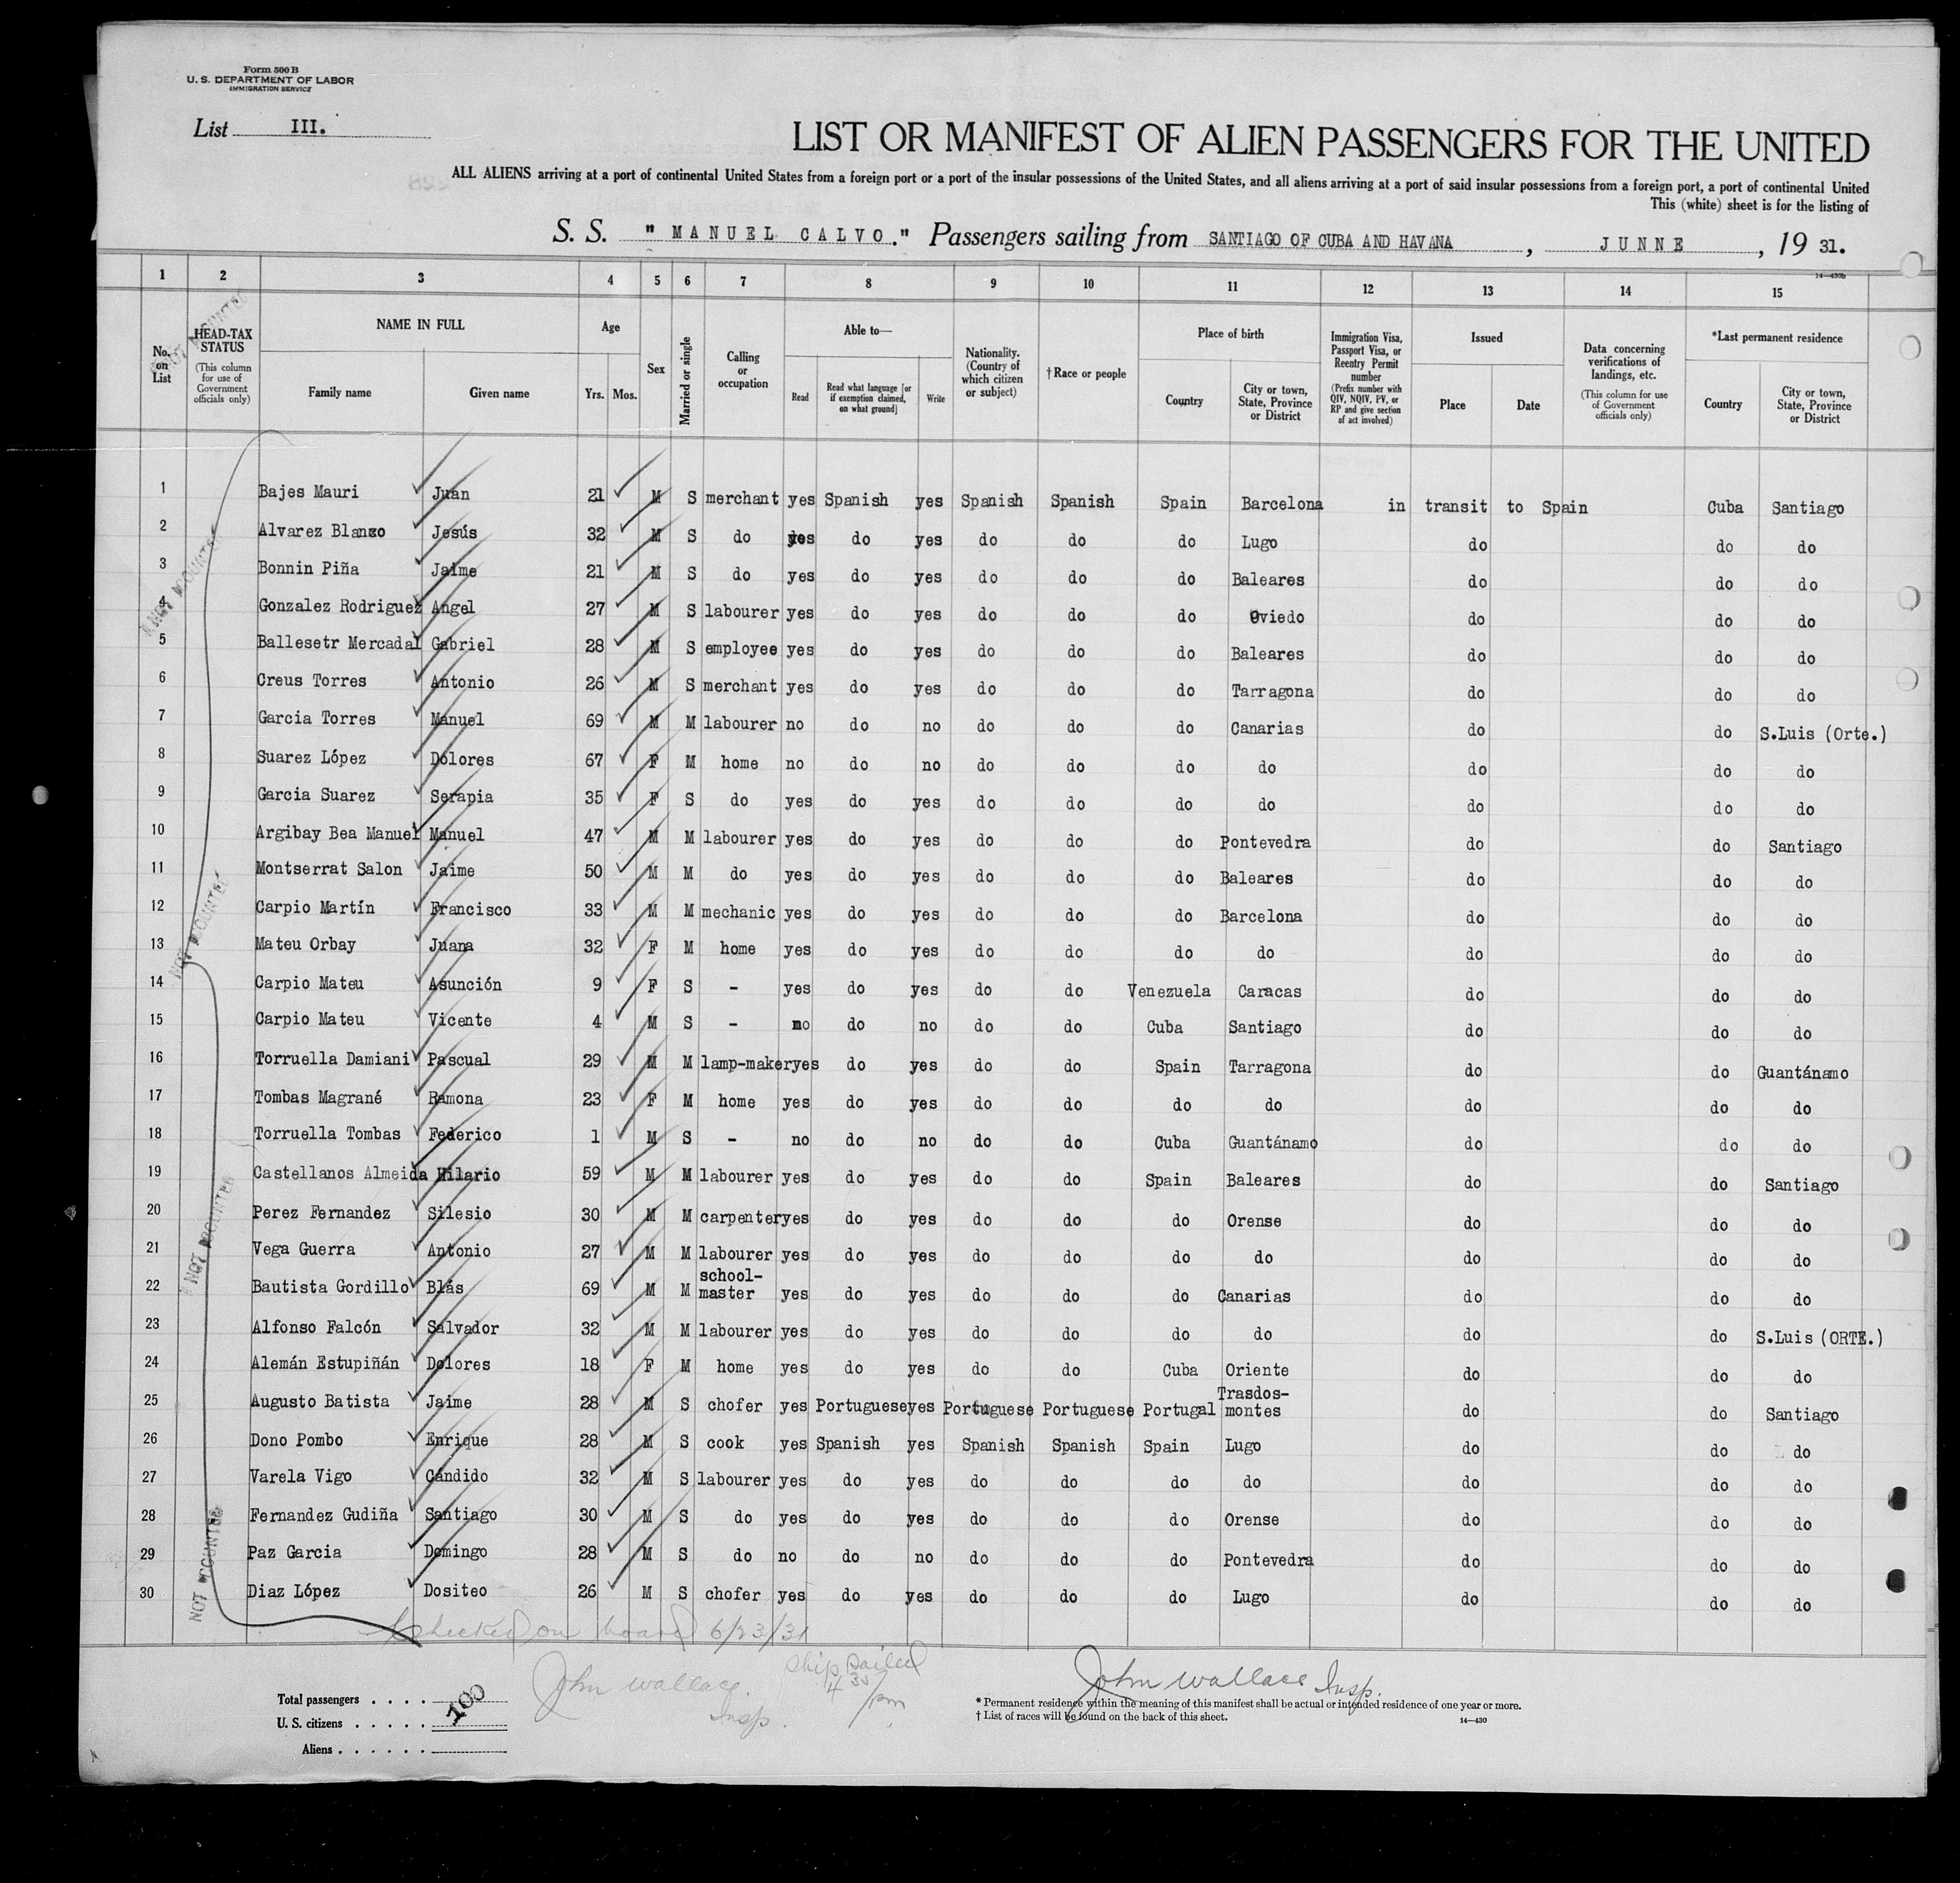 Form 500 B
U. S. DEPARTMENT OF LABOR
IMMIGRATION SERVICE
List III.
LIST OR MANIFEST OF ALIEN PASSENGERS FOR THE UNITED
ALL ALIENS arriving at a port of continental United States from a foreign port or a port of the insular possessions of the United States, and all aliens arriving at a port of said insular possessions from a foreign port, a port of continental United
This (white) sheet is for the listing of
S. S. "MANUEL CALVO." Passengers sailing from SANTIAGO OF CUBA AND HAVANA, JUNNE, 19 31.
14—430b
1 2 3 4 5 6 7 8 9 10 11 12 13 14 15
No. on List
HEAD-TAX STATUS (This column for use of Government officials only)
NAME IN FULL Family name Given name
Age Yrs. Mos.
Sex
Married or single
Calling or occupation
Able to— Read Read what language [or if exemption claimed, on what ground] Write
Nationality. (Country of which citizen or subject)
†Race or people
Place of birth Country City or town, State, Province or District
Immigration Visa, Passport Visa, or Reentry Permit number (Prefix number with QIV, NQIV, PV, or RP and give section of act involved)
Issued Place Date
Data concerning verifications of landings, etc. (This column for use of Government officials only)
*Last permanent residence Country City or town, State, Province or District
1 Bajes Mauri Juan 21 M S merchant yes Spanish yes Spanish Spanish Spain Barcelona in transit to Spain Cuba Santiago
2 Alvarez Blanco Jesús 32 M S do yes do yes do do do Lugo do do do
3 Bonnin Piña Jaime 21 M S do yes do yes do do do Baleares do do do
4 Gonzalez Rodriguez Angel 27 M S labourer yes do yes do do do Oviedo do do do
5 Ballesetr Mercadal Gabriel 28 M S employee yes do yes do do do Baleares do do do
6 Creus Torres Antonio 26 M S merchant yes do yes do do do Tarragona do do do
7 Garcia Torres Manuel 69 M M labourer no do no do do do Canarias do do S.Luis (Orte.)
8 Suarez López Dolores 67 F M home no do no do do do do do do do
9 Garcia Suarez Serapia 35 F S do yes do yes do do do do do do do
10 Argibay Bea Manuel Manuel 47 M M labourer yes do yes do do do Pontevedra do do Santiago
11 Montserrat Salon Jaime 50 M M do yes do yes do do do Baleares do do do
12 Carpio Martín Francisco 33 M M mechanic yes do yes do do do Barcelona do do do
13 Mateu Orbay Juana 32 F M home yes do yes do do do do do do do
14 Carpio Mateu Asunción 9 F S - yes do yes do do Venezuela Caracas do do do
15 Carpio Mateu Vicente 4 M S - no do no do do Cuba Santiago do do do
16 Torruella Damiani Pascual 29 M M lamp-maker yes do yes do do Spain Tarragona do do Guantánamo
17 Tombas Magrané Ramona 23 F M home yes do yes do do do do do do do
18 Torruella Tombas Federico 1 M S - no do no do do Cuba Guantánamo do do do
19 Castellanos Almeida Hilario 59 M M labourer yes do yes do do Spain Baleares do do Santiago
20 Perez Fernandez Silesio 30 M M carpenter yes do yes do do do Orense do do do
21 Vega Guerra Antonio 27 M M labourer yes do yes do do do do do do do
22 Bautista Gordillo Blás 69 M M school-master yes do yes do do do Canarias do do do
23 Alfonso Falcón Salvador 32 M M labourer yes do yes do do do do do do S.Luis (ORTE.)
24 Alemán Estupiñán Dolores 18 F M home yes do yes do do Cuba Oriente do do do
25 Augusto Batista Jaime 28 M S chofer yes Portuguese yes Portuguese Portuguese Portugal Trasdos-montes do do Santiago
26 Dono Pombo Enrique 28 M S cook yes Spanish yes Spanish Spanish Spain Lugo do do do
27 Varela Vigo Cándido 32 M S labourer yes do yes do do do do do do do
28 Fernandez Gudiña Santiago 30 M S do yes do yes do do do Orense do do do
29 Paz Garcia Domingo 28 M S do no do no do do do Pontevedra do do do
30 Diaz López Dositeo 26 M S chofer yes do yes do do do Lugo do do do
checked on board 6/23/31
John Wallace. Insp.
Ship Sailed 4 35/pm.
John Wallace Insp.
Total passengers . . . .
U. S. citizens . . . . .
Aliens . . . . . .
* Permanent residence within the meaning of this manifest shall be actual or intended residence of one year or more.
† List of races will be found on the back of this sheet.
14—430